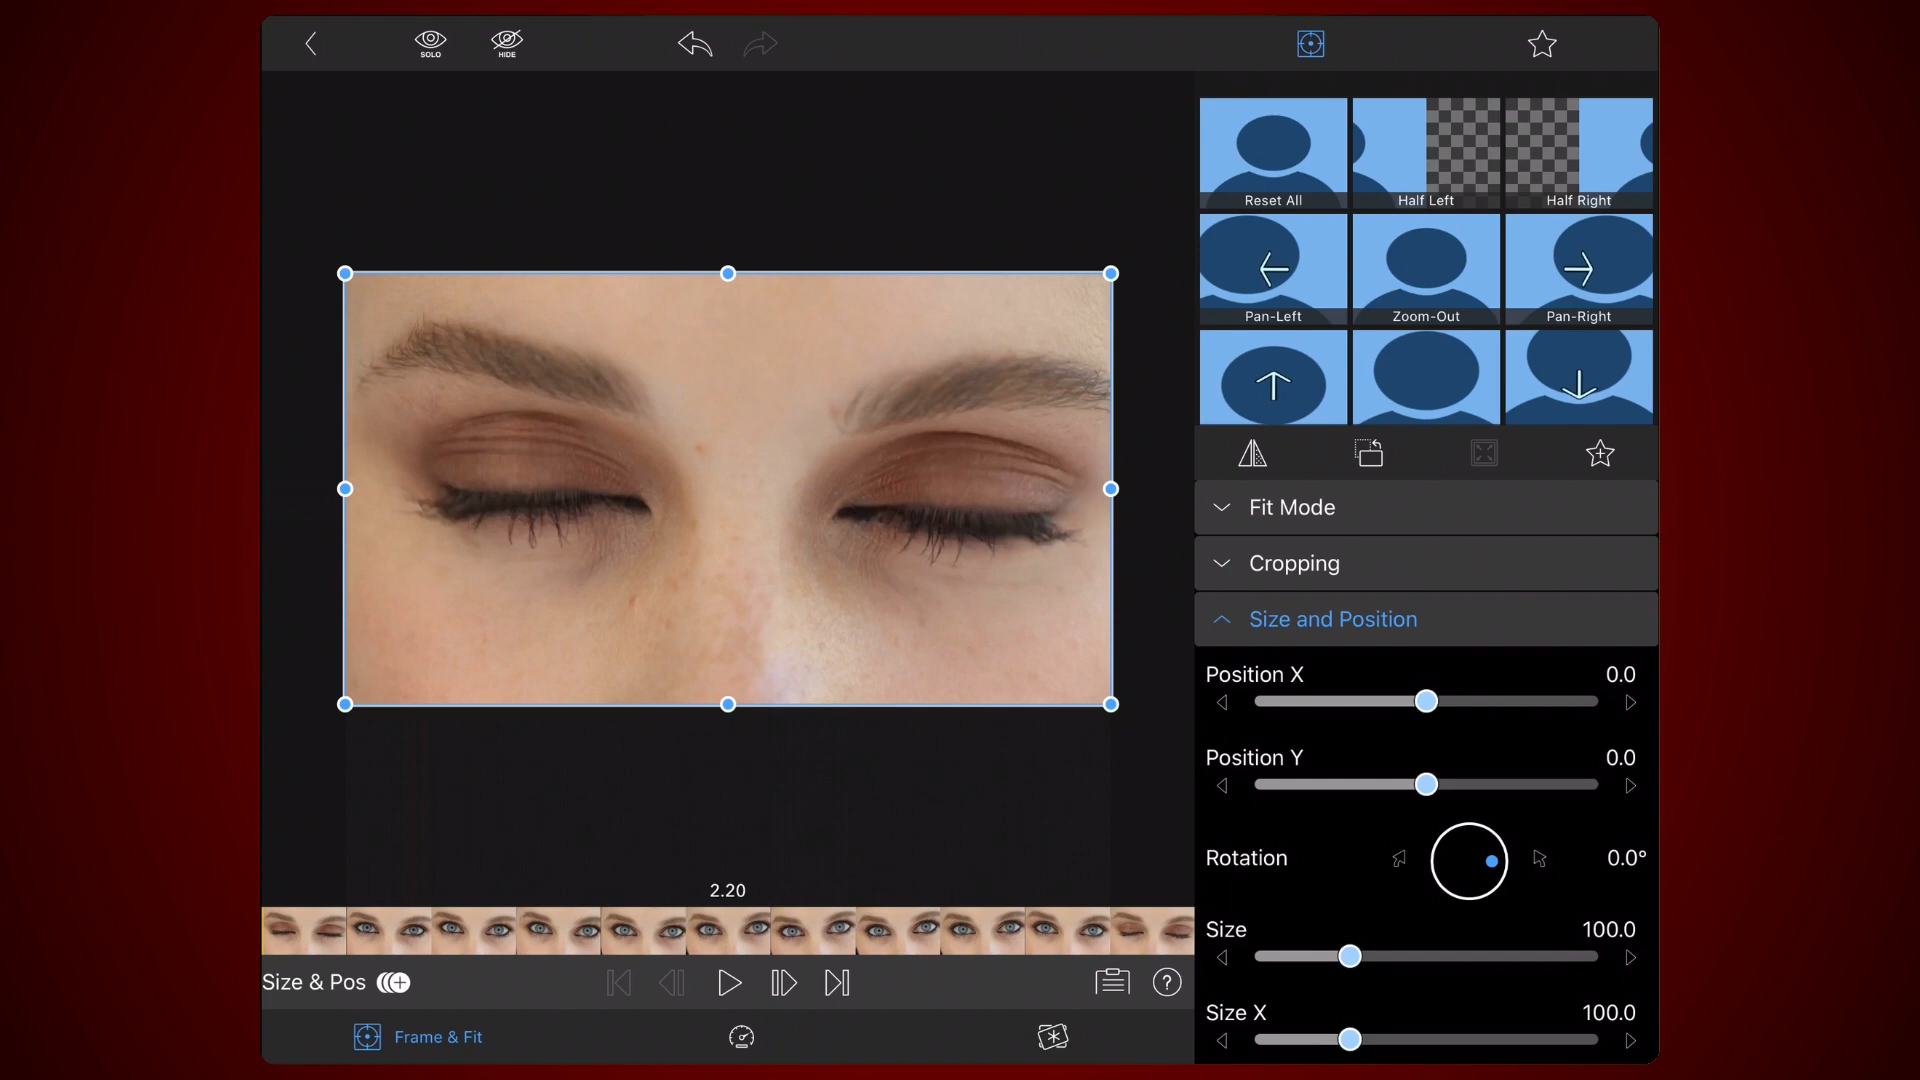 SOLO
HIDE
Reset All
Half Left
Half Right
Pan-Left
Zoom-Out
Pan-Right
Fit Mode
Cropping
Size and Position
Position X 0.0
Position Y 0.0
Rotation 0.0°
Size 100.0
Size X 100.0
2.20
Size & Pos
Frame & Fit